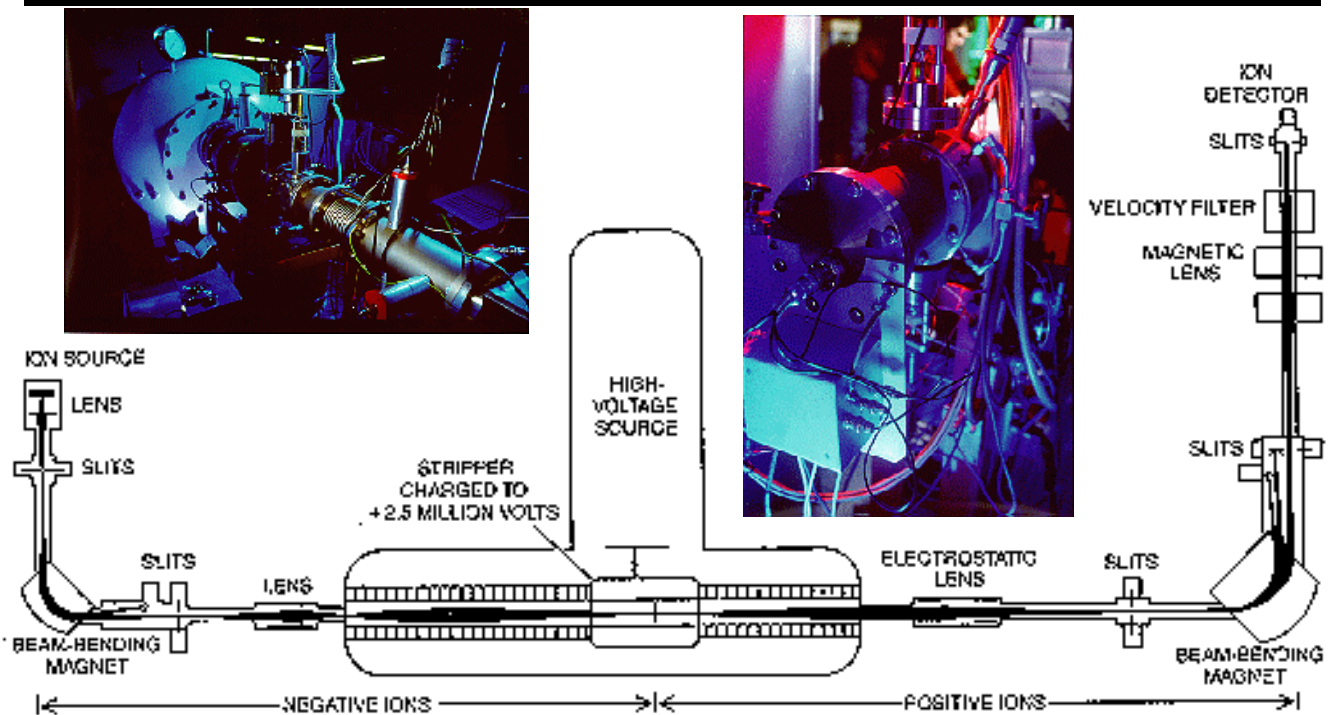 ION
DETECTOR
SLITS
VELOCITY FILTER
MAGNETIC
LENS
ION SOURCE
LENS
SLITS
HIGH-
VOLTAGE
SOURCE
SLITS
STRIPPER
CHARGED TO
+2.5 MILLION VOLTS
SLITS
LENS
ELECTROSTATIC
LENS
SLITS
BEAM-BENDING
MAGNET
BEAM-BENDING
MAGNET
NEGATIVE IONS
POSITIVE IONS